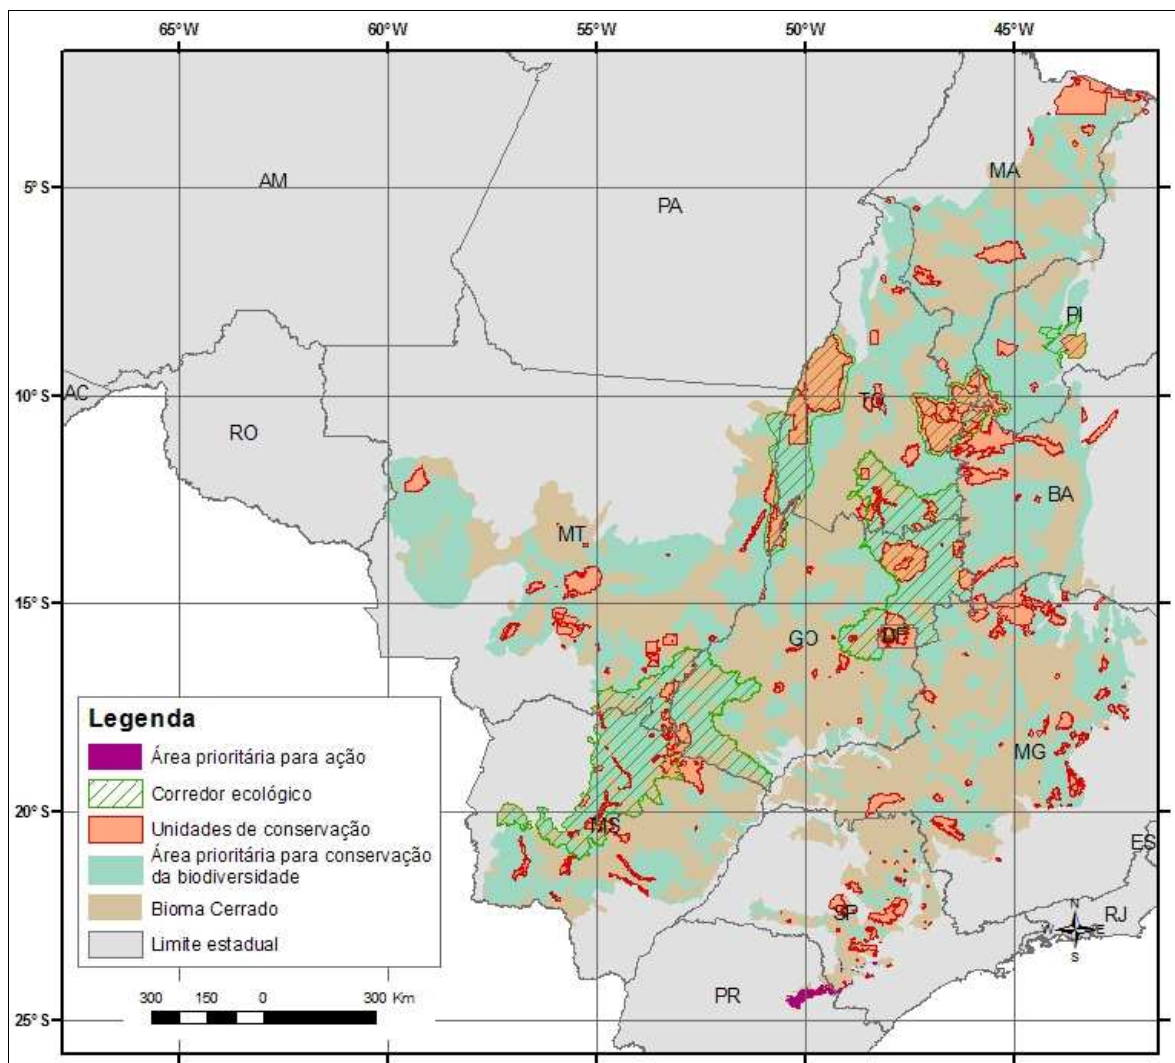 65°W
60°W
55°W
50°W
45°W
5°S
10°S
15°S
20°S
25°S
AM
PA
MA
PI
AC
RO
TO
BA
MT
GO
DF
MG
MS
ES
SP
RJ
PR
N
W
E
S
Legenda
Área prioritária para ação
Corredor ecológico
Unidades de conservação
Área prioritária para conservação
da biodiversidade
Bioma Cerrado
Limite estadual
300 150 0 300 Km